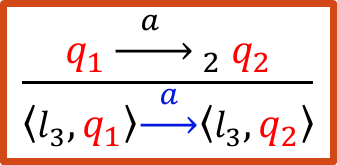 a
q₁ ⟶ ₂ q₂
a
⟨l₃, q₁⟩ ⟶ ⟨l₃, q₂⟩